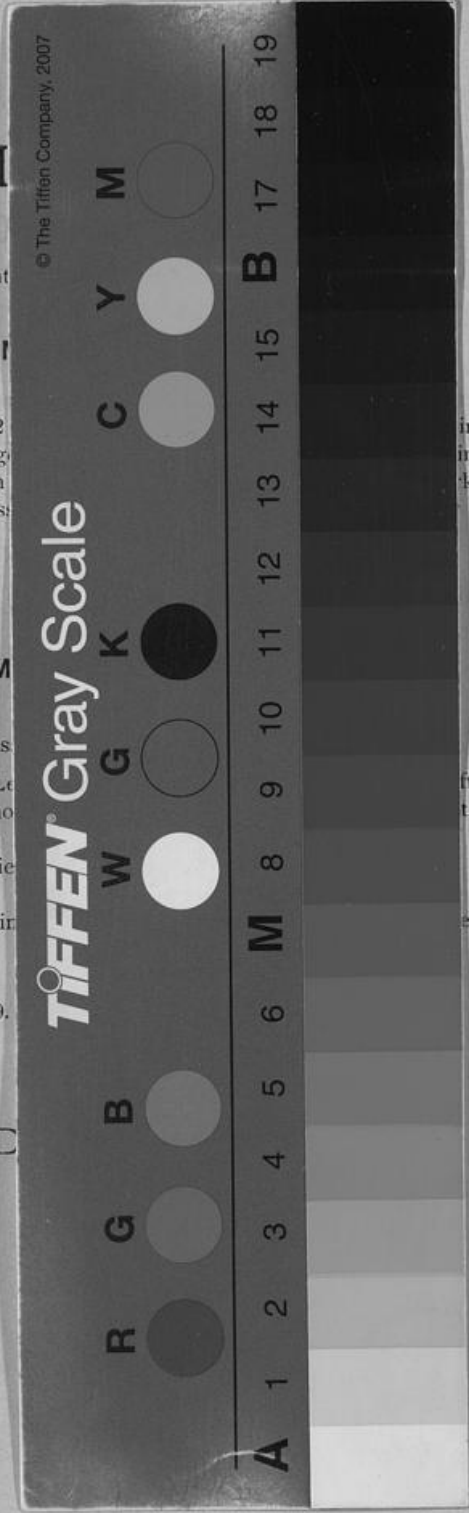 © The Tiffen Company, 2007
TIFFEN® Gray Scale
R G B W G K C Y M
A 1 2 3 4 5 6 M 8 9 10 11 12 13 14 15 B 17 18 19